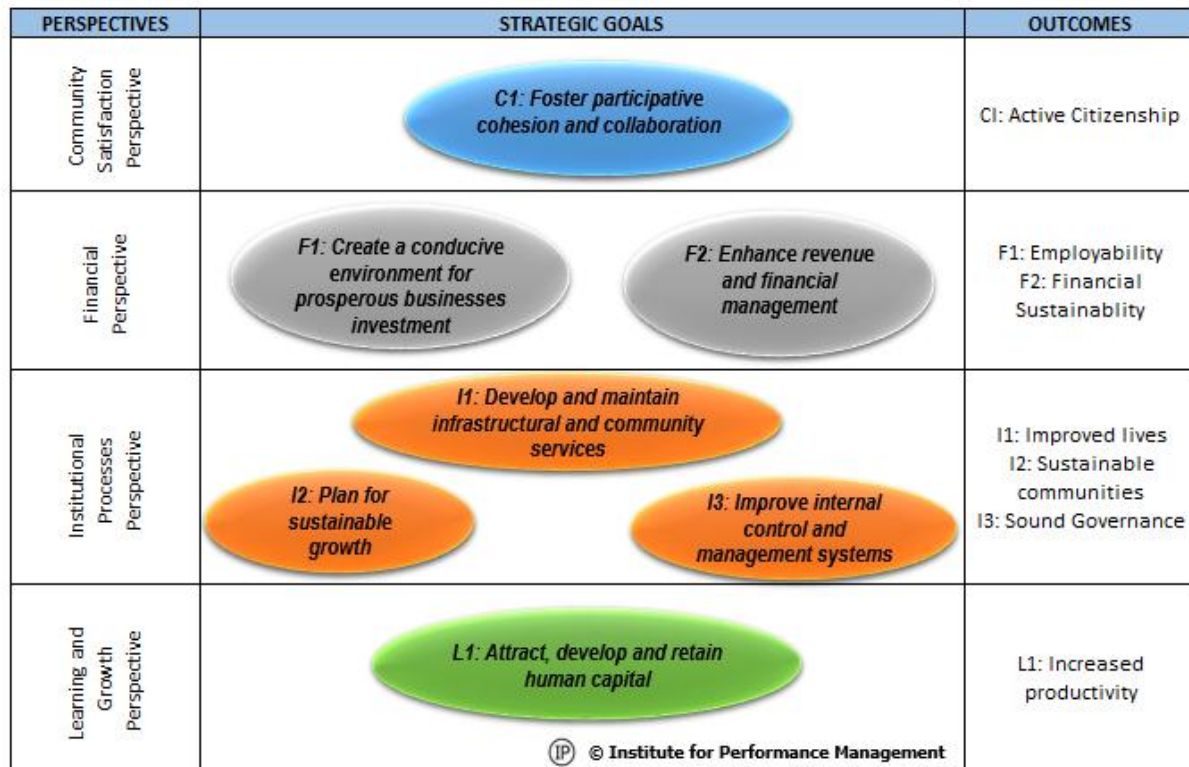 PERSPECTIVES
STRATEGIC GOALS
OUTCOMES
Community
Satisfaction
Perspective
C1: Foster participative
cohesion and collaboration
CI: Active Citizenship
Financial
Perspective
F1: Create a conducive
environment for
prosperous businesses
investment
F2: Enhance revenue
and financial
management
F1: Employability
F2: Financial
Sustainablity
Institutional
Processes
Perspective
I1: Develop and maintain
infrastructural and community
services
I2: Plan for
sustainable
growth
I3: Improve internal
control and
management systems
I1: Improved lives
I2: Sustainable
communities
I3: Sound Governance
Learning and
Growth
Perspective
L1: Attract, develop and retain
human capital
L1: Increased
productivity
IP © Institute for Performance Management